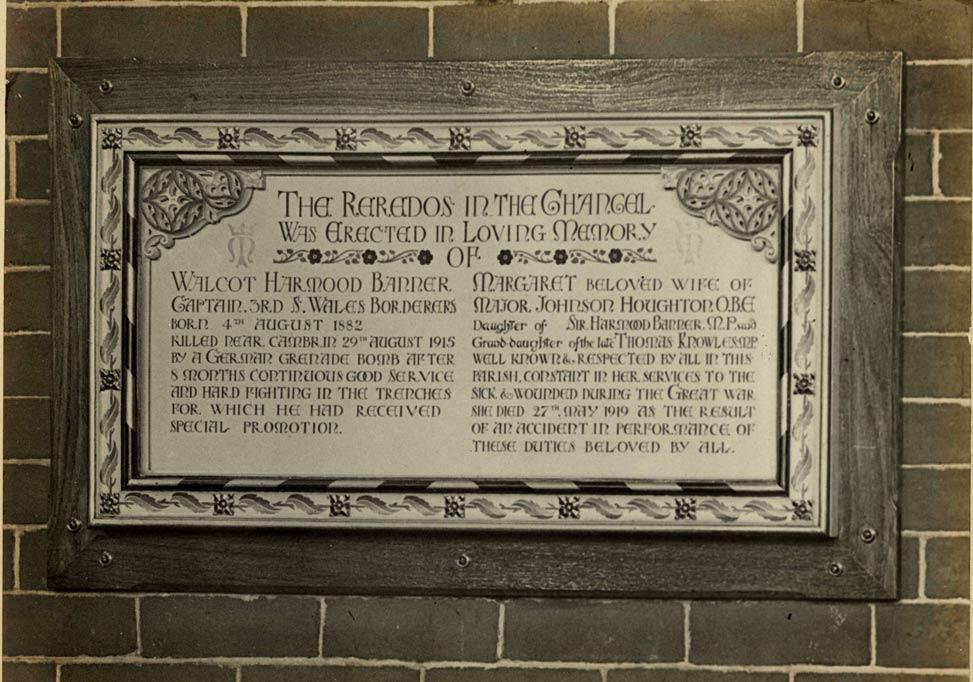 THE REREDOS IN THE CHANCEL
WAS ERECTED IN LOVING MEMORY
OF
WALCOT HARMOOD BANNER
CAPTAIN. 3RD S. WALES BORDERERS
BORN 4TH AUGUST 1882
KILLED NEAR CAMBRIN 29TH AUGUST 1915
BY A GERMAN GRENADE BOMB AFTER
8 MONTHS CONTINUOUS GOOD SERVICE
AND HARD FIGHTING IN THE TRENCHES
FOR WHICH HE HAD RECEIVED
SPECIAL PROMOTION.
MARGARET BELOVED WIFE OF
MAJOR JOHNSON HOUGHTON. O.B.E
Daughter of SIR HARMOOD BANNER. M.P. and
Grand-daughter of the late THOMAS KNOWLES MP
WELL KNOWN & RESPECTED BY ALL IN THIS
PARISH, CONSTANT IN HER SERVICES TO THE
SICK & WOUNDED DURING THE GREAT WAR
SHE DIED 27TH MAY 1919 AS THE RESULT
OF AN ACCIDENT IN PERFORMANCE OF
THESE DUTIES BELOVED BY ALL.